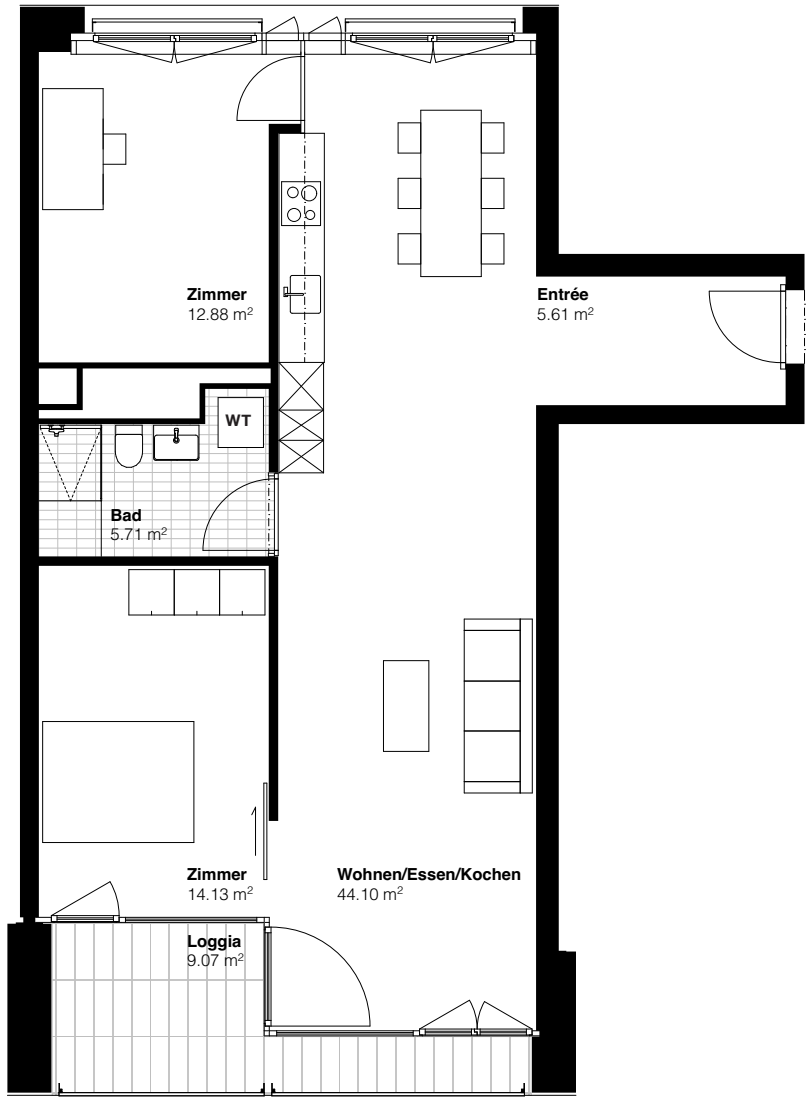 Zimmer
12.88 m²
Entrée
5.61 m²
WT
Bad
5.71 m²
Zimmer
14.13 m²
Wohnen/Essen/Kochen
44.10 m²
Loggia
9.07 m²